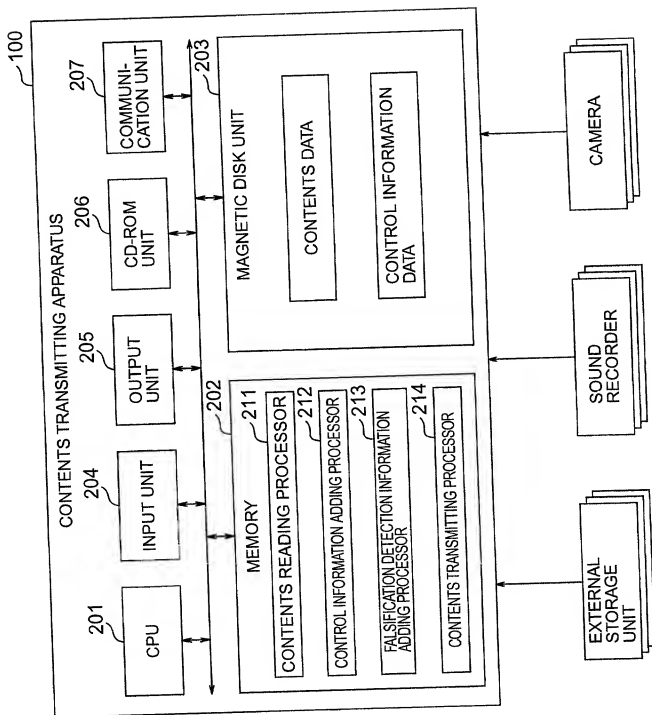 100
CONTENTS TRANSMITTING APPARATUS
201
CPU
204
INPUT UNIT
205
OUTPUT UNIT
206
CD-ROM
UNIT
207
COMMUNI-
CATION UNIT
202
MEMORY
211
CONTENTS READING PROCESSOR
212
CONTROL INFORMATION ADDING PROCESSOR
213
FALSIFICATION DETECTION INFORMATION
ADDING PROCESSOR
214
CONTENTS TRANSMITTING PROCESSOR
203
MAGNETIC DISK UNIT
CONTENTS DATA
CONTROL INFORMATION
DATA
EXTERNAL
STORAGE
UNIT
SOUND
RECORDER
CAMERA